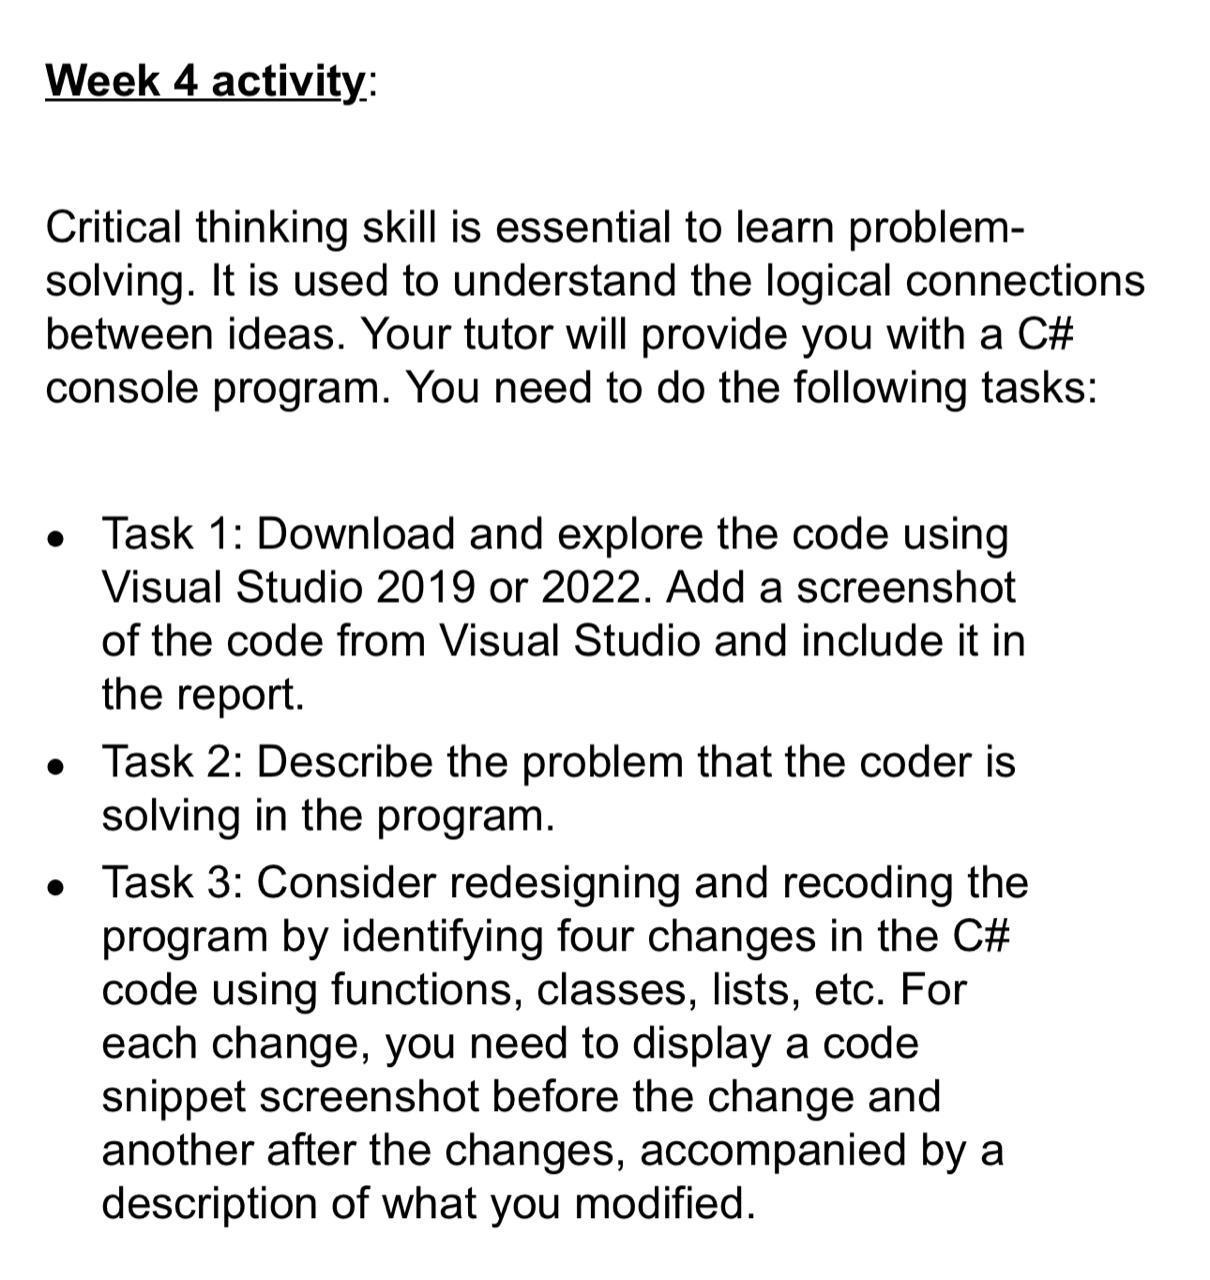 Week 4 activity:
Critical thinking skill is essential to learn problem-
solving. It is used to understand the logical connections
between ideas. Your tutor will provide you with a C#
console program. You need to do the following tasks:
• Task 1: Download and explore the code using
Visual Studio 2019 or 2022. Add a screenshot
of the code from Visual Studio and include it in
the report.
• Task 2: Describe the problem that the coder is
solving in the program.
• Task 3: Consider redesigning and recoding the
program by identifying four changes in the C#
code using functions, classes, lists, etc. For
each change, you need to display a code
snippet screenshot before the change and
another after the changes, accompanied by a
description of what you modified.